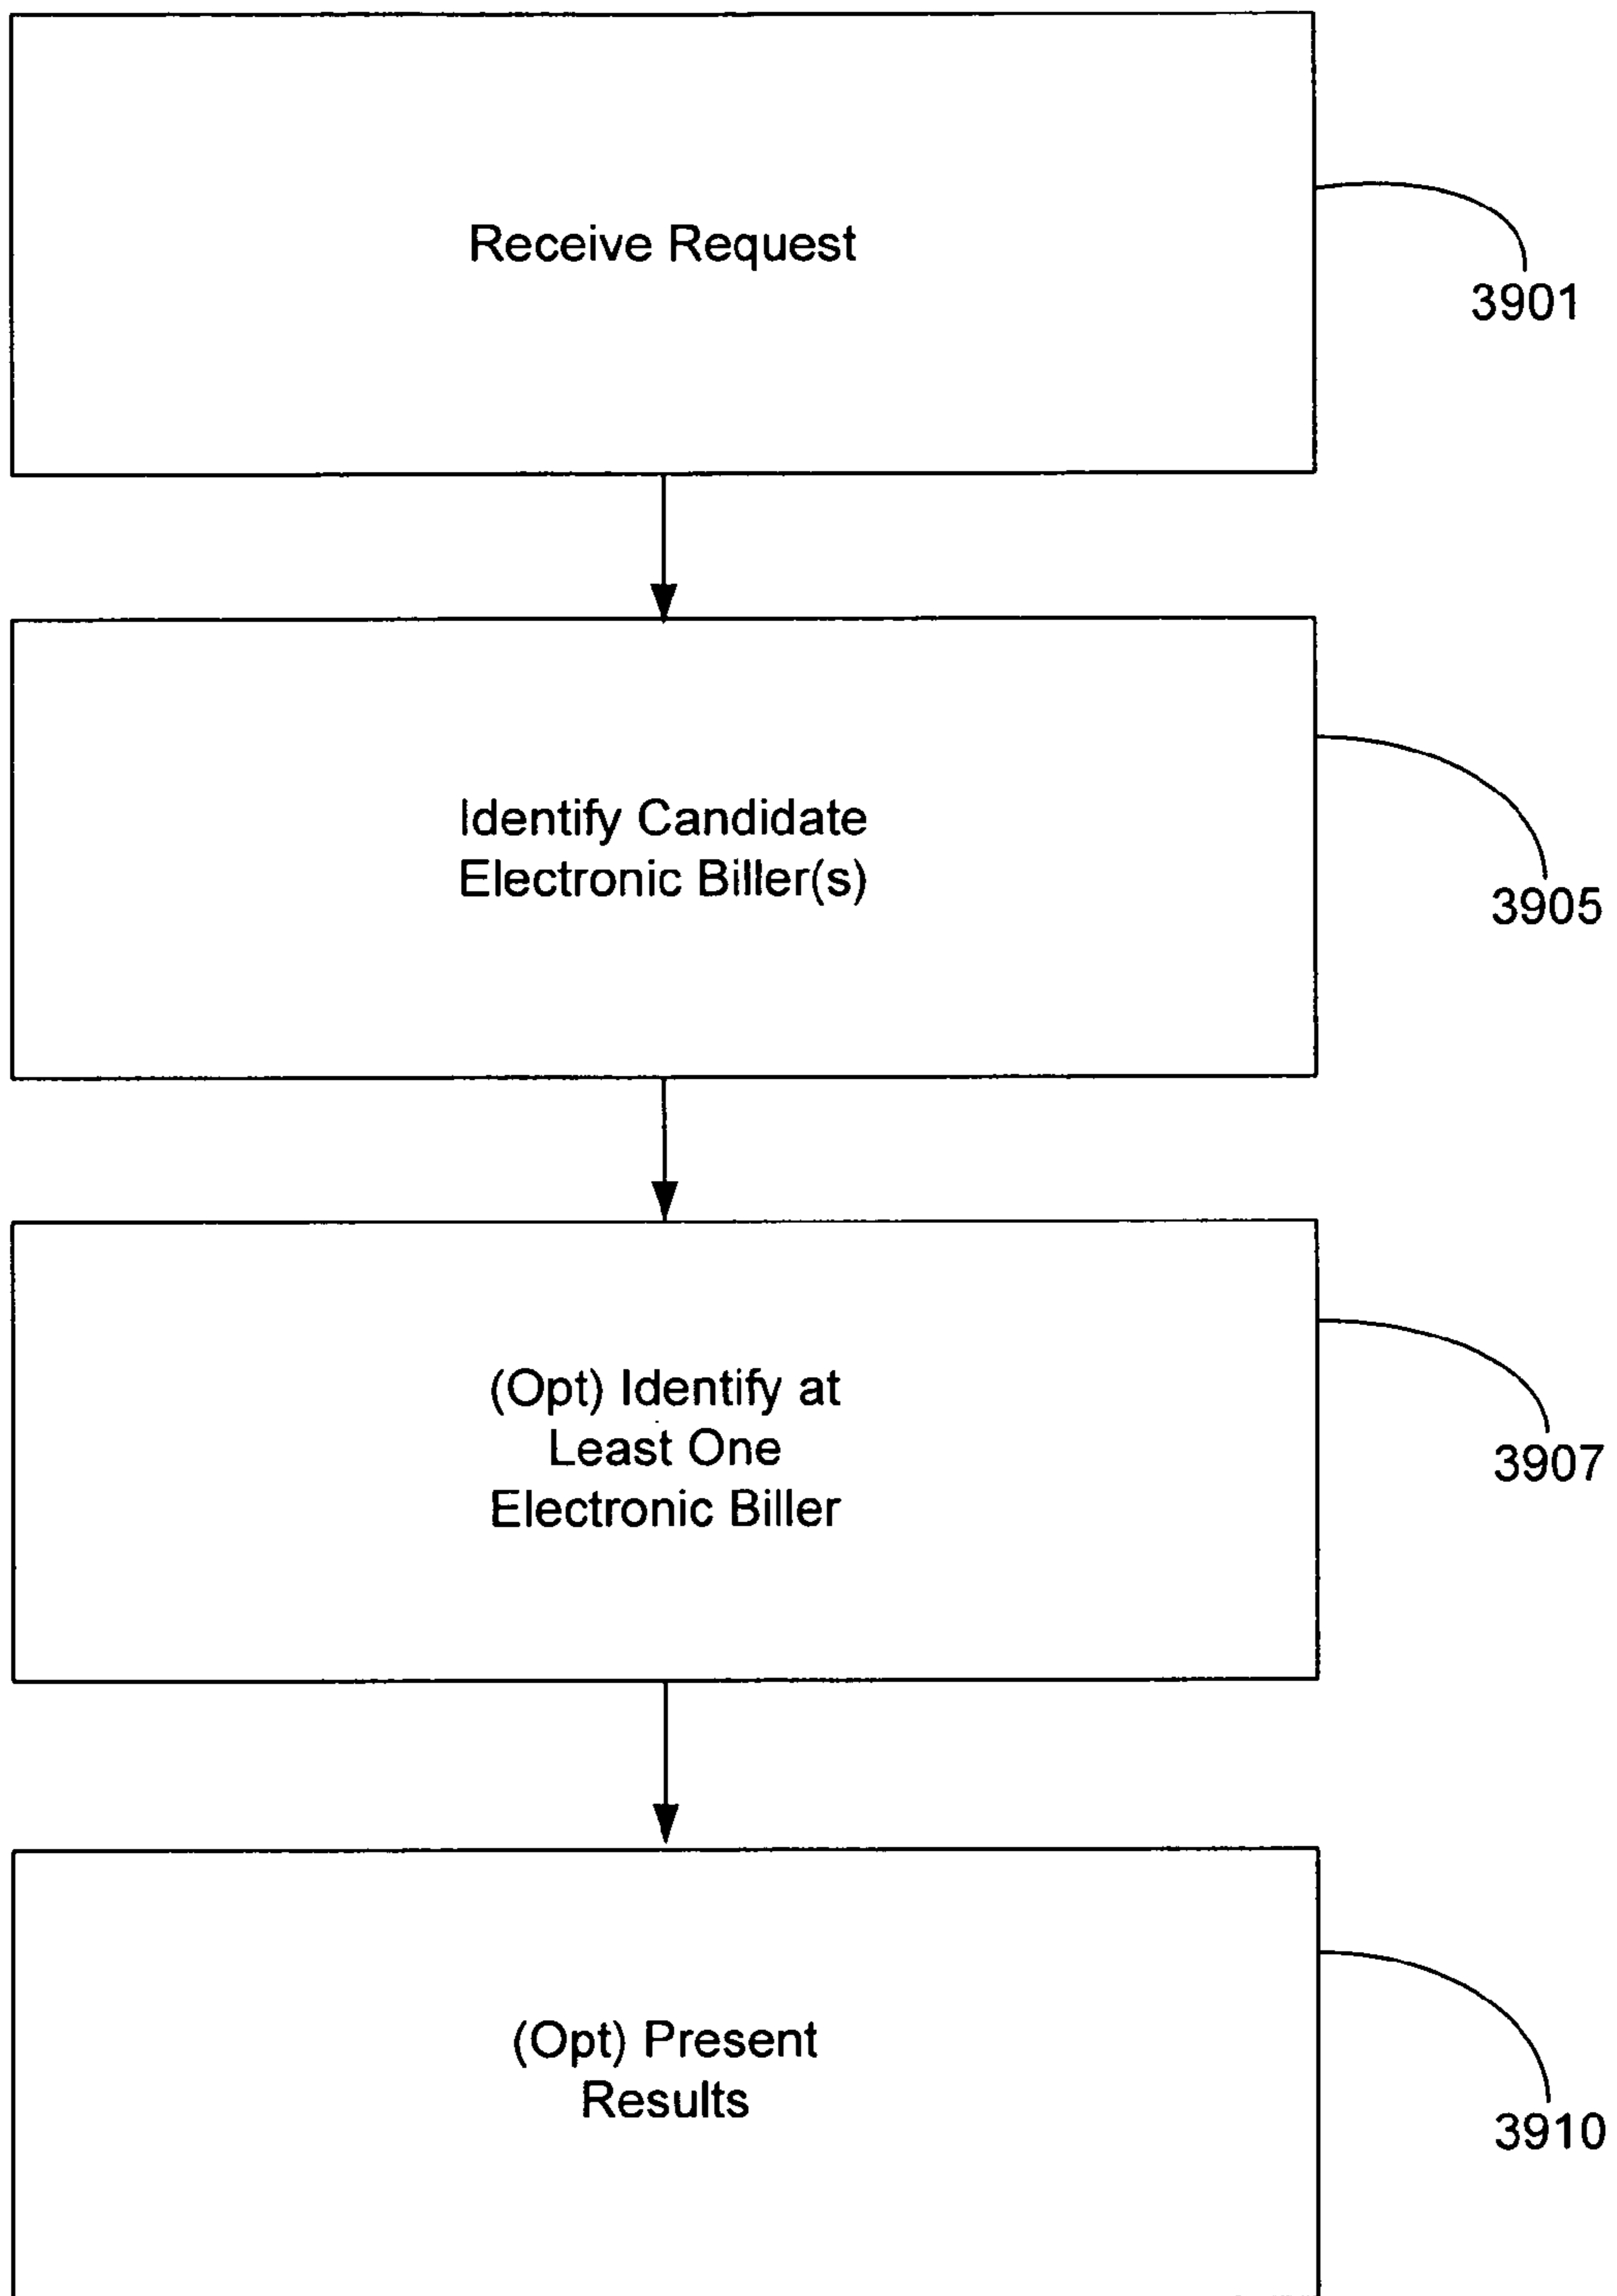 Receive Request
3901
Identify Candidate
Electronic Biller(s)
3905
(Opt) Identify at
Least One
Electronic Biller
3907
(Opt) Present
Results
3910